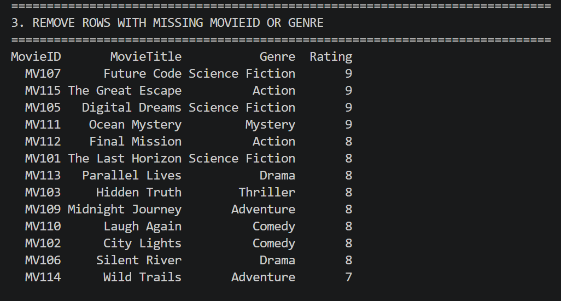 ================================================================================
3. REMOVE ROWS WITH MISSING MOVIEID OR GENRE
================================================================================
MovieID MovieTitle Genre Rating
MV107 Future Code Science Fiction 9
MV115 The Great Escape Action 9
MV105 Digital Dreams Science Fiction 9
MV111 Ocean Mystery Mystery 9
MV112 Final Mission Action 8
MV101 The Last Horizon Science Fiction 8
MV113 Parallel Lives Drama 8
MV103 Hidden Truth Thriller 8
MV109 Midnight Journey Adventure 8
MV110 Laugh Again Comedy 8
MV102 City Lights Comedy 8
MV106 Silent River Drama 8
MV114 Wild Trails Adventure 7